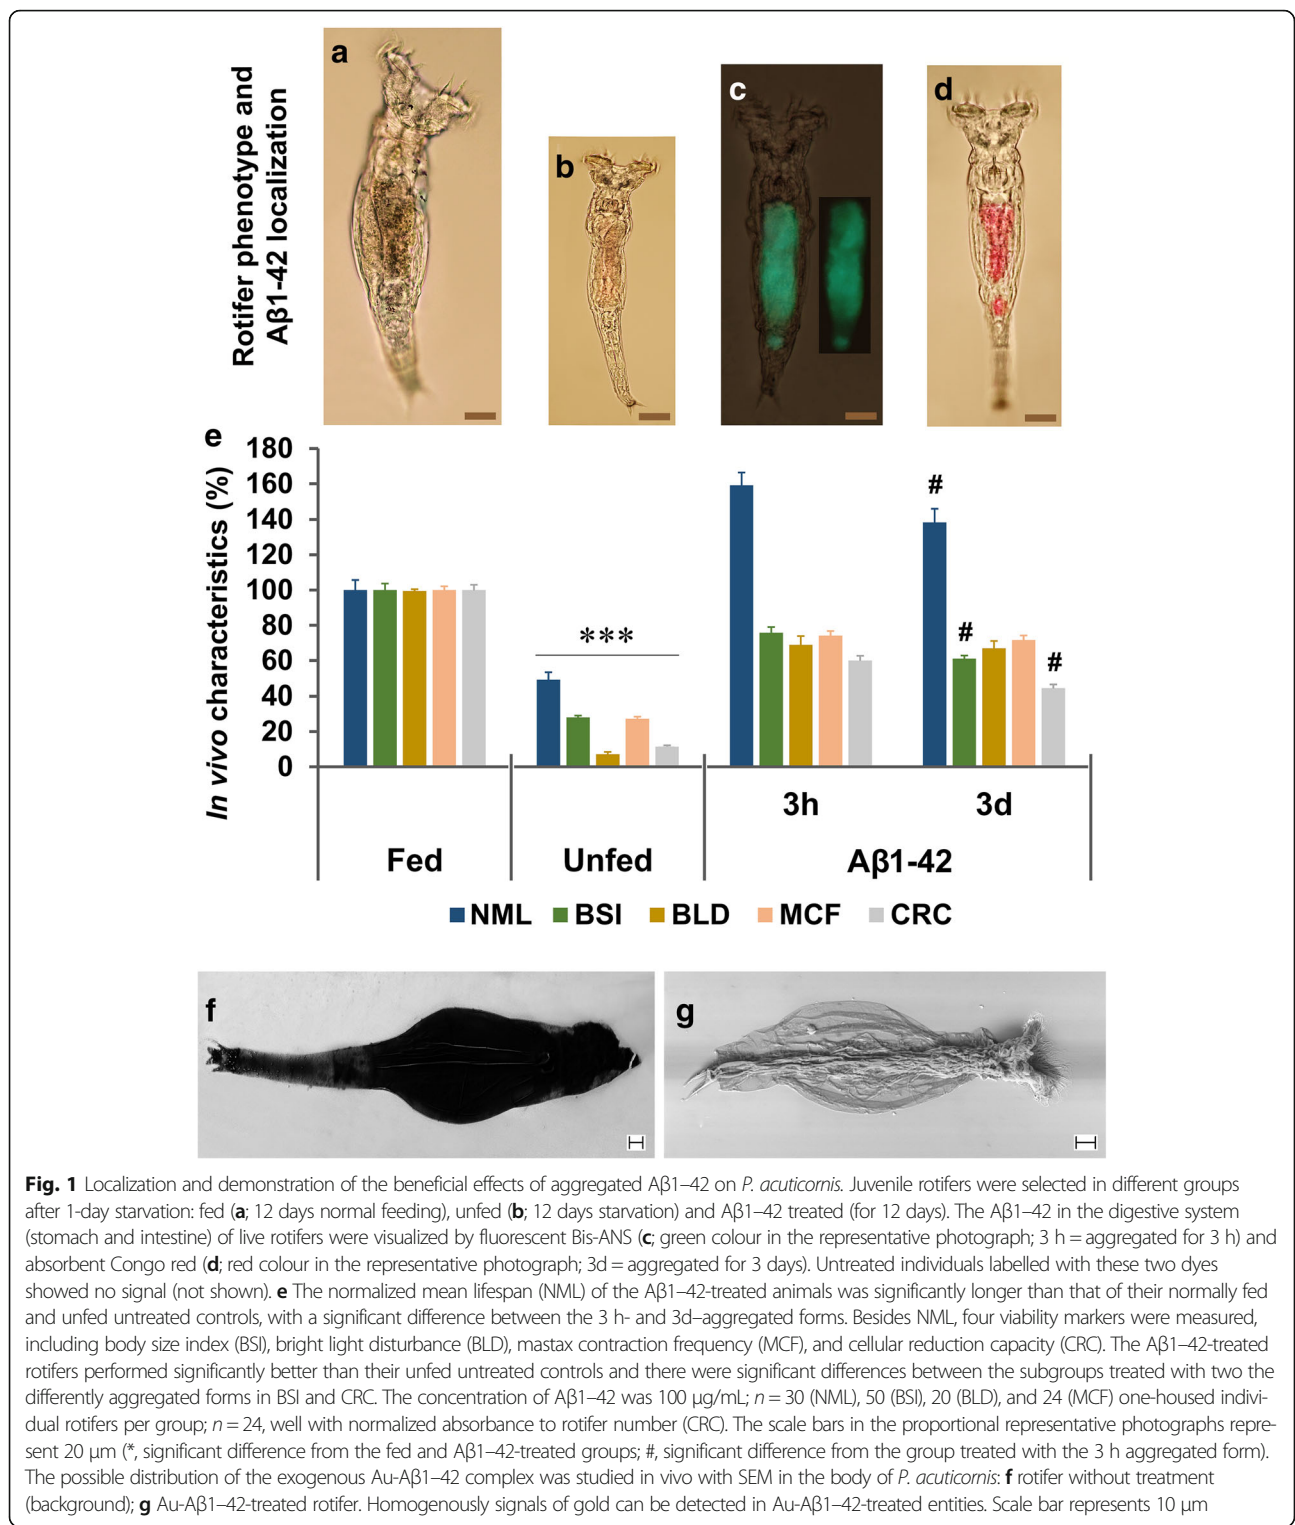 a
Rotifer phenotype and
Aβ1-42 localization
b
c
d
e
In vivo characteristics (%)
180
160
140
120
100
80
60
40
20
0
***
#
#
#
3h
3d
Fed
Unfed
Aβ1-42
NML BSI BLD MCF CRC
f
g
Fig. 1 Localization and demonstration of the beneficial effects of aggregated Aβ1–42 on P. acuticornis. Juvenile rotifers were selected in different groups
after 1-day starvation: fed (a; 12 days normal feeding), unfed (b; 12 days starvation) and Aβ1–42 treated (for 12 days). The Aβ1–42 in the digestive system
(stomach and intestine) of live rotifers were visualized by fluorescent Bis-ANS (c; green colour in the representative photograph; 3 h = aggregated for 3 h) and
absorbent Congo red (d; red colour in the representative photograph; 3d = aggregated for 3 days). Untreated individuals labelled with these two dyes
showed no signal (not shown). e The normalized mean lifespan (NML) of the Aβ1–42-treated animals was significantly longer than that of their normally fed
and unfed untreated controls, with a significant difference between the 3 h- and 3d–aggregated forms. Besides NML, four viability markers were measured,
including body size index (BSI), bright light disturbance (BLD), mastax contraction frequency (MCF), and cellular reduction capacity (CRC). The Aβ1–42-treated
rotifers performed significantly better than their unfed untreated controls and there were significant differences between the subgroups treated with two the
differently aggregated forms in BSI and CRC. The concentration of Aβ1–42 was 100 μg/mL; n = 30 (NML), 50 (BSI), 20 (BLD), and 24 (MCF) one-housed indivi-
dual rotifers per group; n = 24, well with normalized absorbance to rotifer number (CRC). The scale bars in the proportional representative photographs repre-
sent 20 μm (*, significant difference from the fed and Aβ1–42-treated groups; #, significant difference from the group treated with the 3 h aggregated form).
The possible distribution of the exogenous Au-Aβ1–42 complex was studied in vivo with SEM in the body of P. acuticornis: f rotifer without treatment
(background); g Au-Aβ1–42-treated rotifer. Homogenously signals of gold can be detected in Au-Aβ1–42-treated entities. Scale bar represents 10 μm